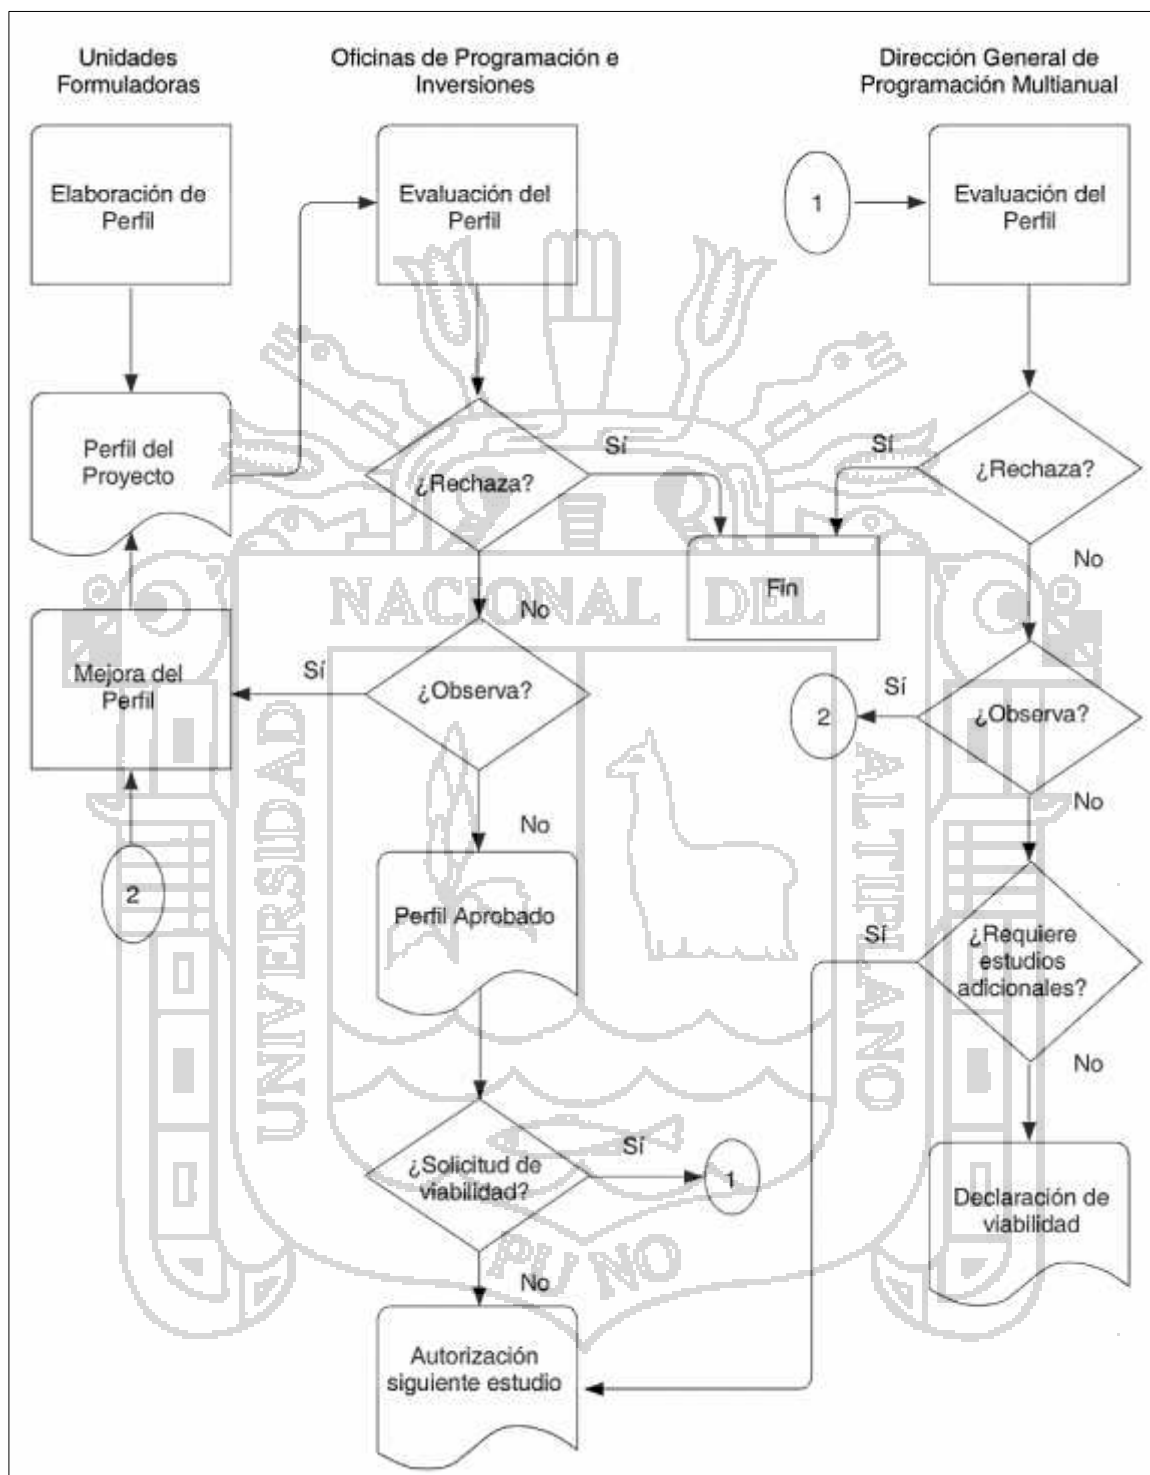 Unidades
Formuladoras
Oficinas de Programación e
Inversiones
Dirección General de
Programación Multianual
Elaboración de
Perfil
Evaluación del
Perfil
1
Evaluación del
Perfil
Perfil del
Proyecto
¿Rechaza?
Sí
Sí
¿Rechaza?
No
No
Fin
NACIONAL DEL
Mejora del
Perfil
Sí
¿Observa?
2
Sí
¿Observa?
No
No
UNIVERSIDAD
ALTIPLANO
2
Perfil Aprobado
Sí
¿Requiere
estudios
adicionales?
No
¿Solicitud de
viabilidad?
Sí
1
Declaración de
viabilidad
PUNO
No
Autorización
siguiente estudio